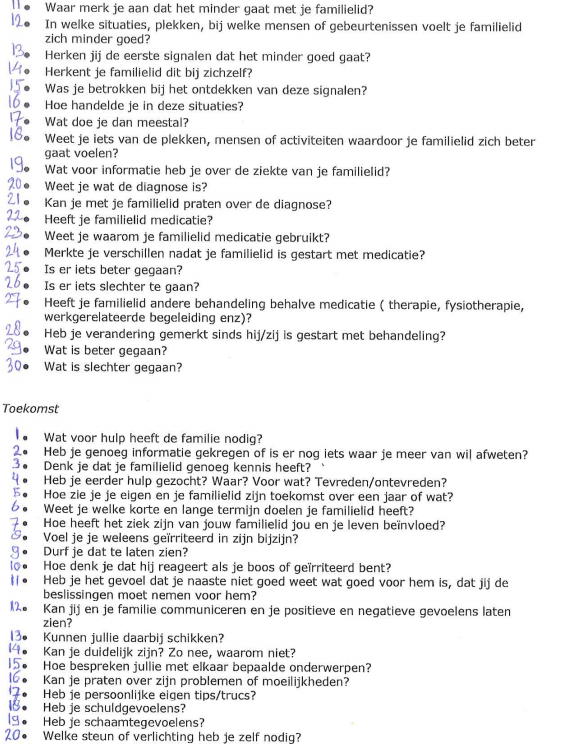 11. Waar merk je aan dat het minder gaat met je familielid?
12. In welke situaties, plekken, bij welke mensen of gebeurtenissen voelt je familielid
zich minder goed?
13. Herken jij de eerste signalen dat het minder goed gaat?
14. Herkent je familielid dit bij zichzelf?
15. Was je betrokken bij het ontdekken van deze signalen?
16. Hoe handelde je in deze situaties?
17. Wat doe je dan meestal?
18. Weet je iets van de plekken, mensen of activiteiten waardoor je familielid zich beter
gaat voelen?
19. Wat voor informatie heb je over de ziekte van je familielid?
20. Weet je wat de diagnose is?
21. Kan je met je familielid praten over de diagnose?
22. Heeft je familielid medicatie?
23. Weet je waarom je familielid medicatie gebruikt?
24. Merkte je verschillen nadat je familielid is gestart met medicatie?
25. Is er iets beter gegaan?
26. Is er iets slechter te gaan?
27. Heeft je familielid andere behandeling behalve medicatie ( therapie, fysiotherapie,
werkgerelateerde begeleiding enz)?
28. Heb je verandering gemerkt sinds hij/zij is gestart met behandeling?
29. Wat is beter gegaan?
30. Wat is slechter gegaan?
Toekomst
1. Wat voor hulp heeft de familie nodig?
2. Heb je genoeg informatie gekregen of is er nog iets waar je meer van wil afweten?
3. Denk je dat je familielid genoeg kennis heeft?
4. Heb je eerder hulp gezocht? Waar? Voor wat? Tevreden/ontevreden?
5. Hoe zie je je eigen en je familielid zijn toekomst over een jaar of wat?
6. Weet je welke korte en lange termijn doelen je familielid heeft?
7. Hoe heeft het ziek zijn van jouw familielid jou en je leven beïnvloed?
8. Voel je je weleens geïrriteerd in zijn bijzijn?
9. Durf je dat te laten zien?
10. Hoe denk je dat hij reageert als je boos of geïrriteerd bent?
11. Heb je het gevoel dat je naaste niet goed weet wat goed voor hem is, dat jij de
beslissingen moet nemen voor hem?
12. Kan jij en je familie communiceren en je positieve en negatieve gevoelens laten
zien?
13. Kunnen jullie daarbij schikken?
14. Kan je duidelijk zijn? Zo nee, waarom niet?
15. Hoe bespreken jullie met elkaar bepaalde onderwerpen?
16. Kan je praten over zijn problemen of moeilijkheden?
17. Heb je persoonlijke eigen tips/trucs?
18. Heb je schuldgevoelens?
19. Heb je schaamtegevoelens?
20. Welke steun of verlichting heb je zelf nodig?